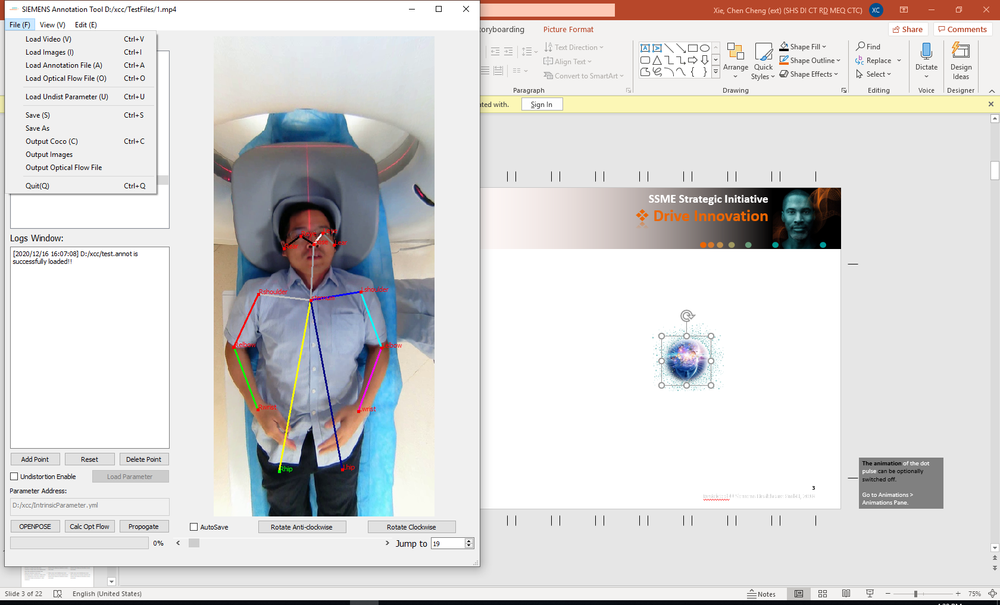 SIEMENS Annotation Tool D:/xcc/TestFiles/1.mp4
File (F) View (V) Edit (E)
Load Video (V) Ctrl+V
Load Images (I) Ctrl+I
Load Annotation File (A) Ctrl+A
Load Optical Flow File (O) Ctrl+O
Load Undist Parameter (U) Ctrl+U
Save (S) Ctrl+S
Save As
Output Coco (C) Ctrl+C
Output Images
Output Optical Flow File
Quit(Q) Ctrl+Q
Logs Window:
[2020/12/16 16:07:08] D:/xcc/test.annot is
successfully loaded!!
Add Point Reset Delete Point
Undistortion Enable Load Parameter
Parameter Address:
D:/xcc/IntrinsicParameter.yml
OPENPOSE Calc Opt Flow Propogate
0%
Rshoulder
sternum
Lshoulder
Relbow
Rwrist
Lwrist
Rhip
Lhip
AutoSave Rotate Anti-clockwise Rotate Clockwise
Jump to 19
Xie, Chen Cheng (ext) (SHS DI CT RD MEQ CTC) XC
toryboarding Picture Format Share Comments
Text Direction
Align Text
Convert to SmartArt
Paragraph
Arrange
Quick
Styles
Shape Fill
Shape Outline
Shape Effects
Drawing
Find
Replace
Select
Editing
Dictate
Voice
Design
Ideas
Designer
ated with. Sign In
SSME Strategic Initiative
Drive Innovation
3
The animation of the dot
pulse can be optionally
switched off.
Go to Animations >
Animations Pane.
Slide 3 of 22 English (United States) Notes 75%